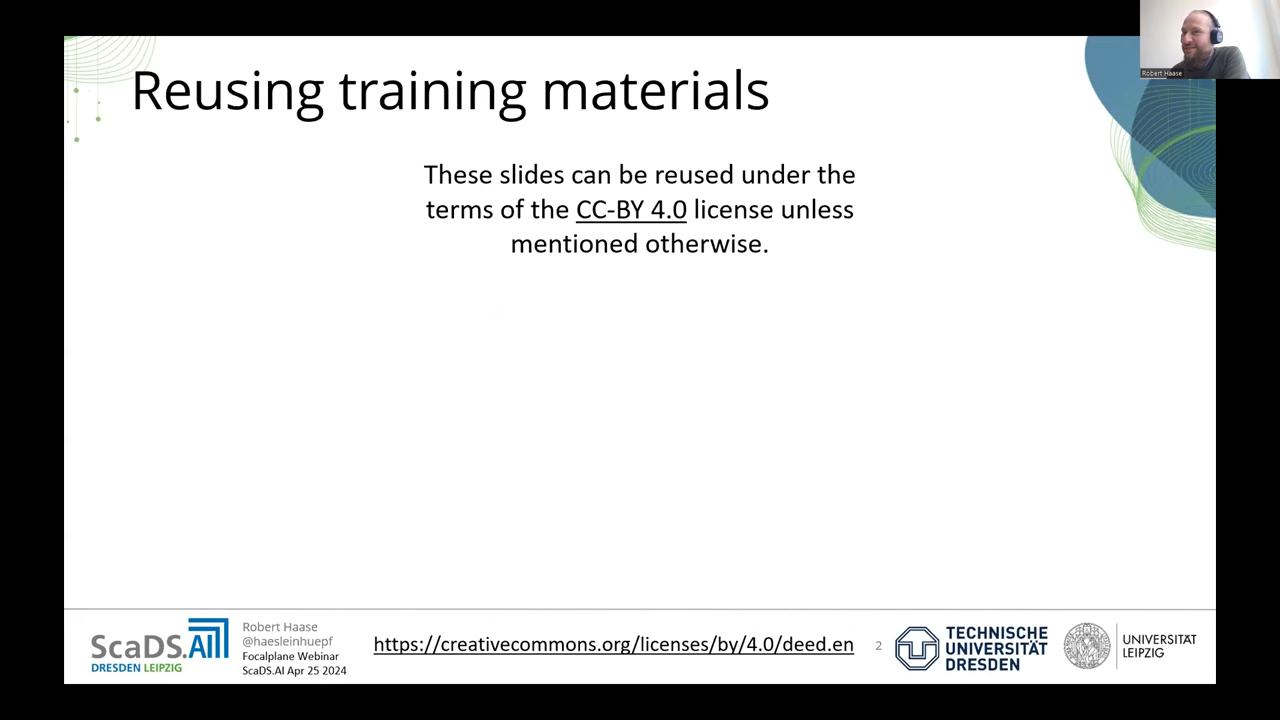 Robert Haase
Reusing training materials
These slides can be reused under the
terms of the CC-BY 4.0 license unless
mentioned otherwise.
ScaDS.AI
DRESDEN LEIPZIG
Robert Haase
@haesleinhuepf
Focalplane Webinar
ScaDS.AI Apr 25 2024
https://creativecommons.org/licenses/by/4.0/deed.en
2
TECHNISCHE
UNIVERSITÄT
DRESDEN
UNIVERSITÄT
LEIPZIG